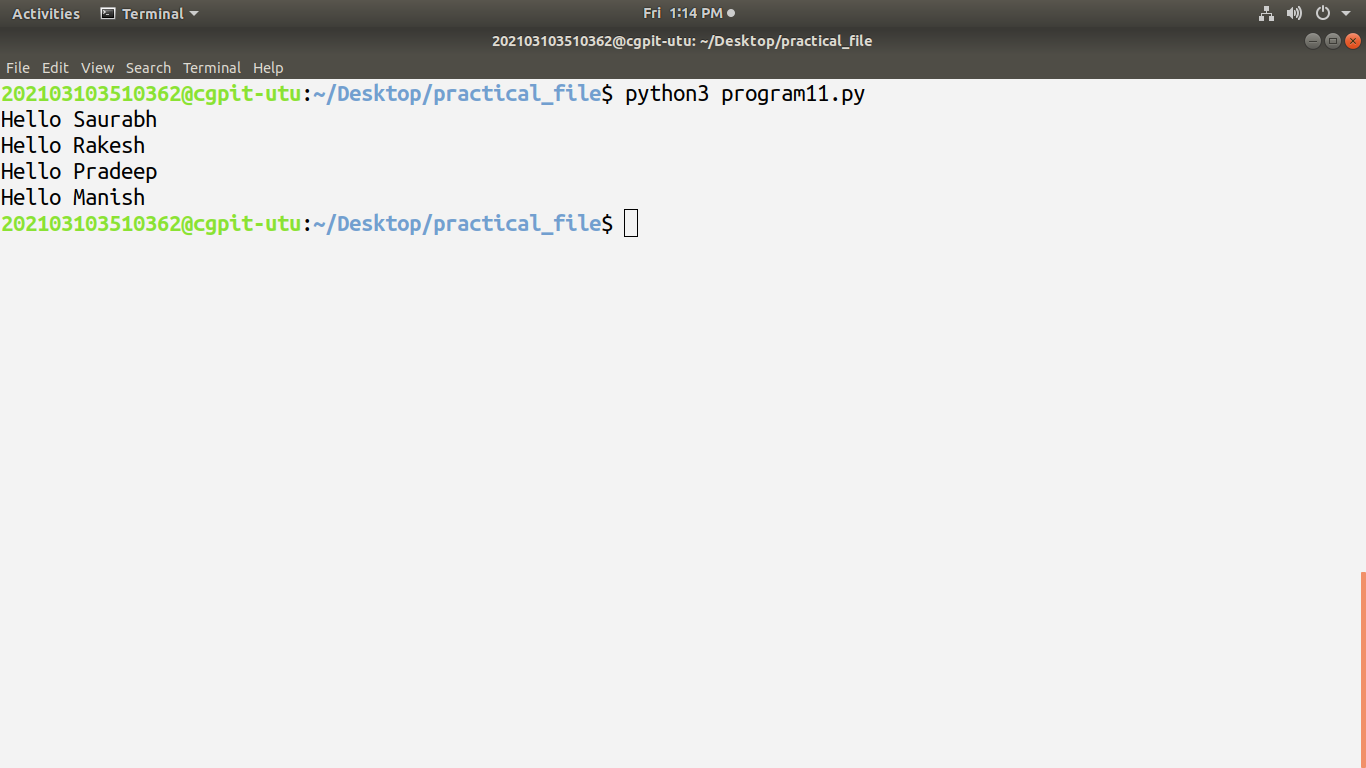 Activities Terminal Fri 1:14 PM
202103103510362@cgpit-utu: ~/Desktop/practical_file
File Edit View Search Terminal Help
202103103510362@cgpit-utu:~/Desktop/practical_file$ python3 program11.py
Hello Saurabh
Hello Rakesh
Hello Pradeep
Hello Manish
202103103510362@cgpit-utu:~/Desktop/practical_file$